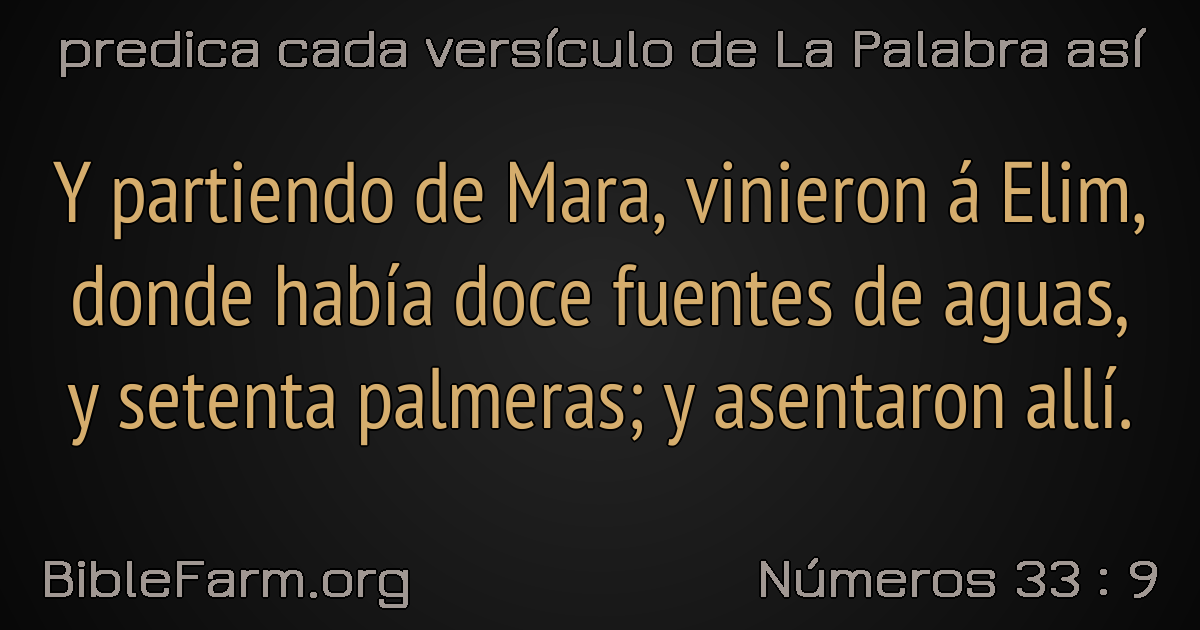 predica cada versículo de La Palabra así
Y partiendo de Mara, vinieron á Elim,
donde había doce fuentes de aguas,
y setenta palmeras; y asentaron allí.
BibleFarm.org
Números 33 : 9